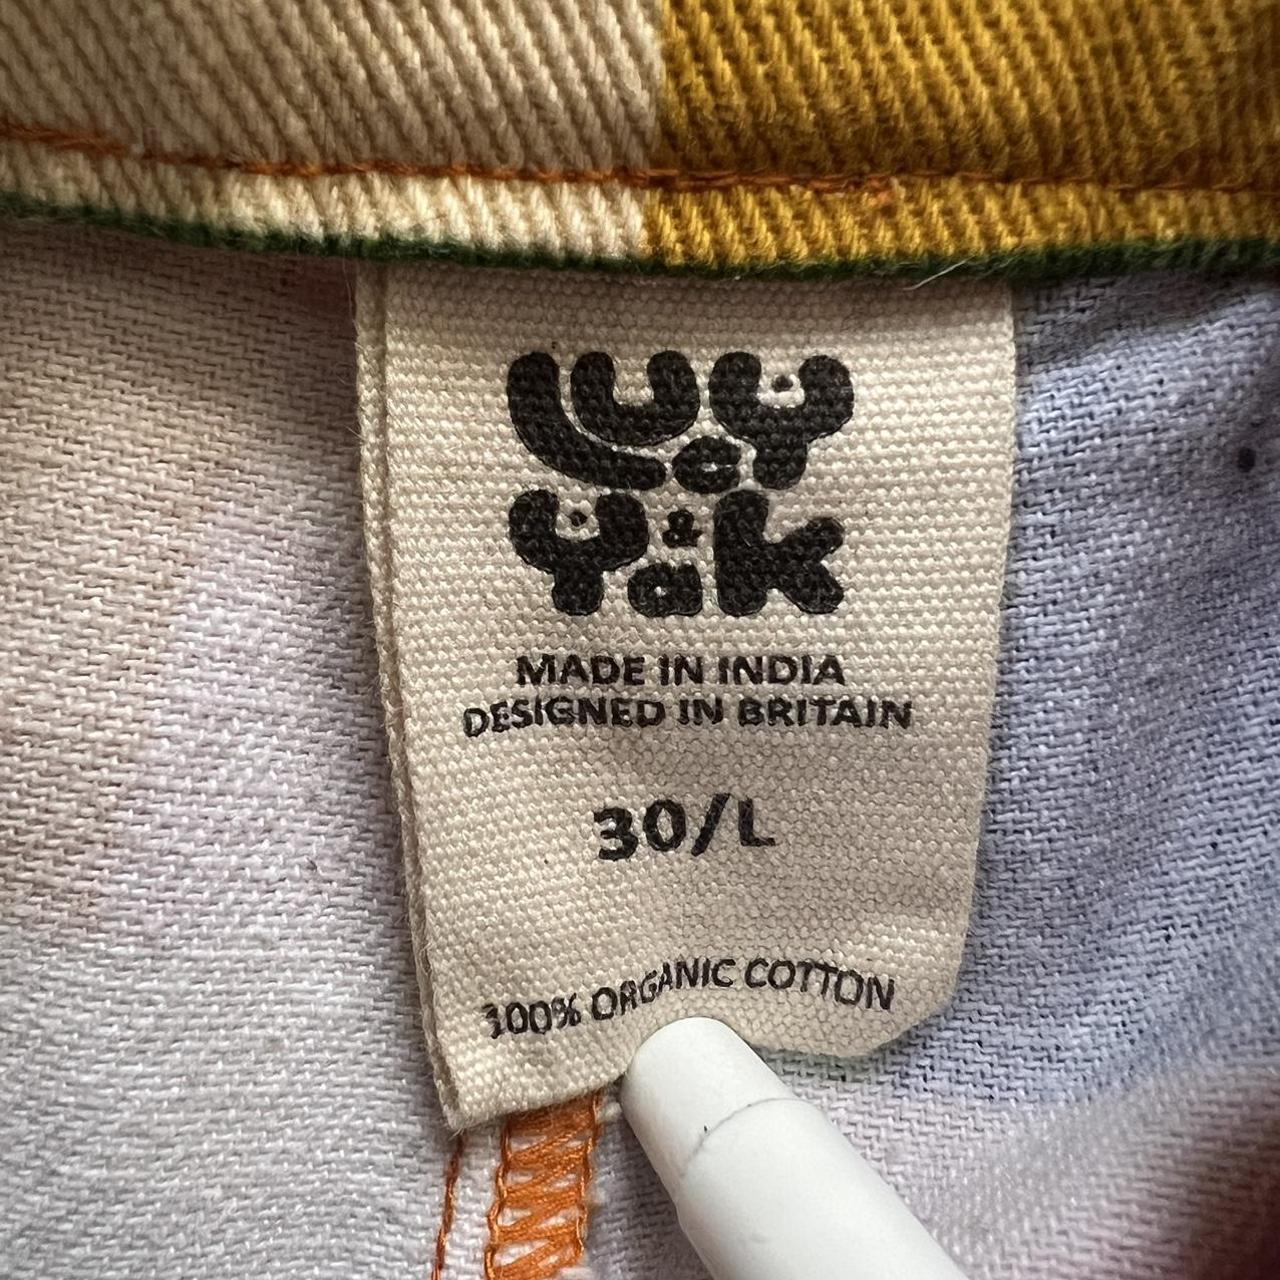 Lucy
& Yak
MADE IN INDIA
DESIGNED IN BRITAIN
30/L
100% ORGANIC COTTON